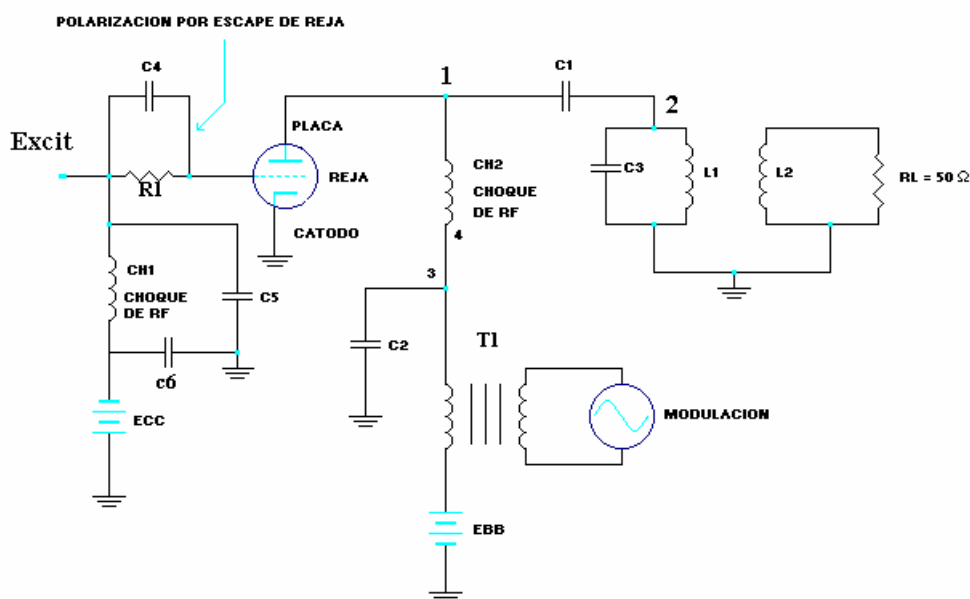 POLARIZACION POR ESCAPE DE REJA
C4
1
C1
2
Excit
PLACA
R1
REJA
CH2
CHOQUE
DE RF
C3
L1
L2
RL = 50 Ω
CATODO
4
CH1
CHOQUE
DE RF
C5
3
C2
T1
c6
ECC
MODULACION
EBB